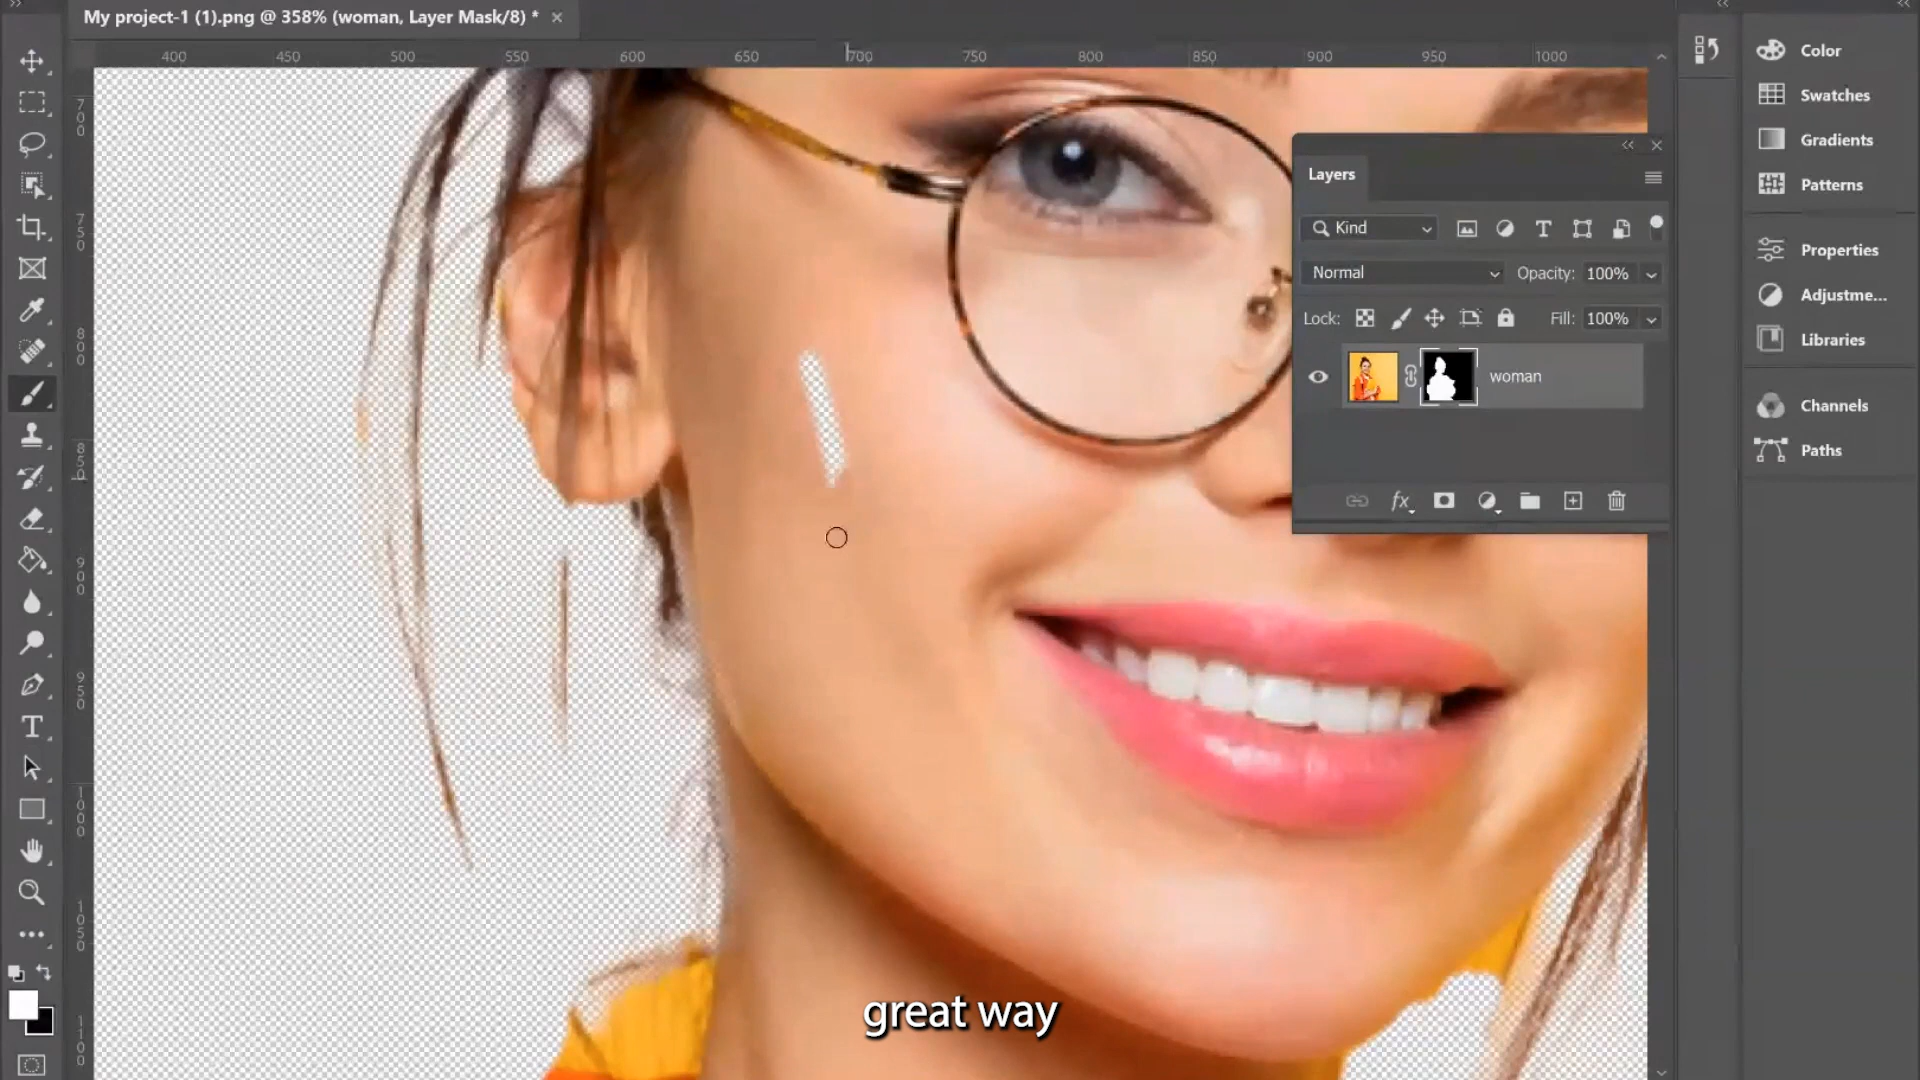 My project-1 (1).png @ 358% (woman, Layer Mask/8) *
400 450 500 550 600 650 700 750 800 850 900 950 1000
700
750
800
850
900
950
1000
1050
1100
Layers
Kind
Normal Opacity: 100%
Lock: Fill: 100%
woman
fx
Color
Swatches
Gradients
Patterns
Properties
Adjustme...
Libraries
Channels
Paths
great way